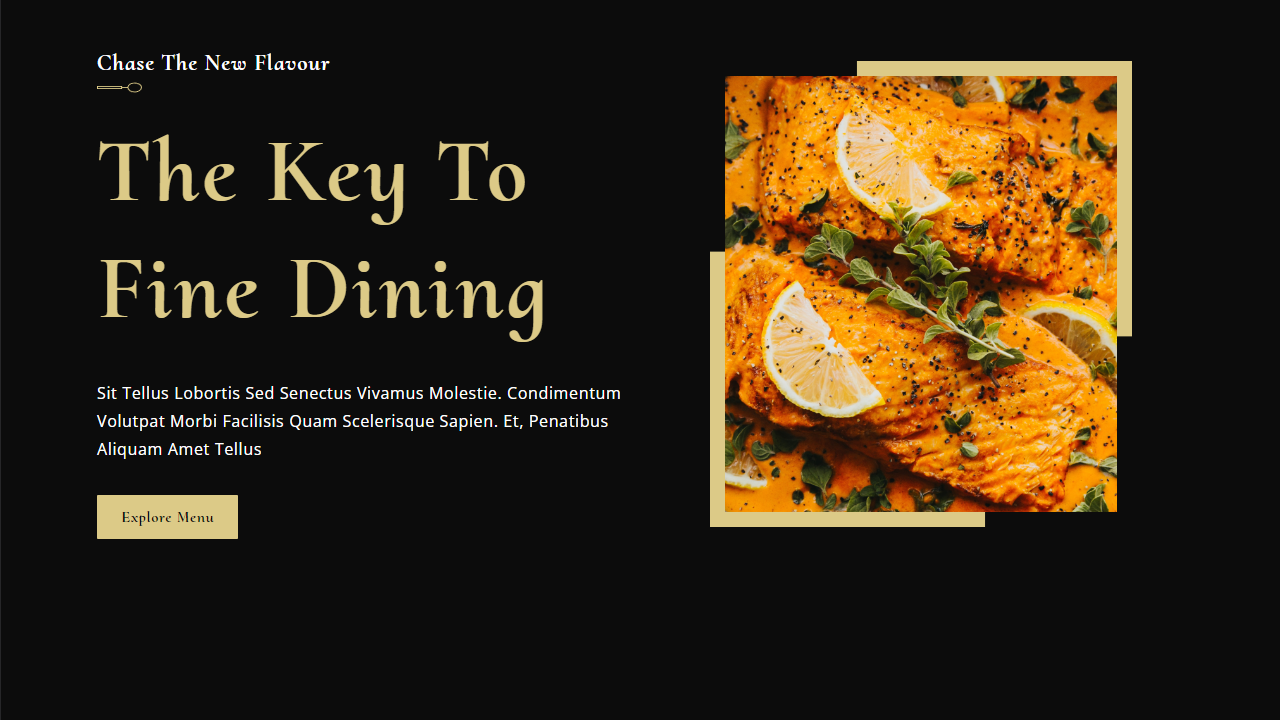 Chase The New Flavour
The Key To
Fine Dining
Sit Tellus Lobortis Sed Senectus Vivamus Molestie. Condimentum
Volutpat Morbi Facilisis Quam Scelerisque Sapien. Et, Penatibus
Aliquam Amet Tellus
Explore Menu